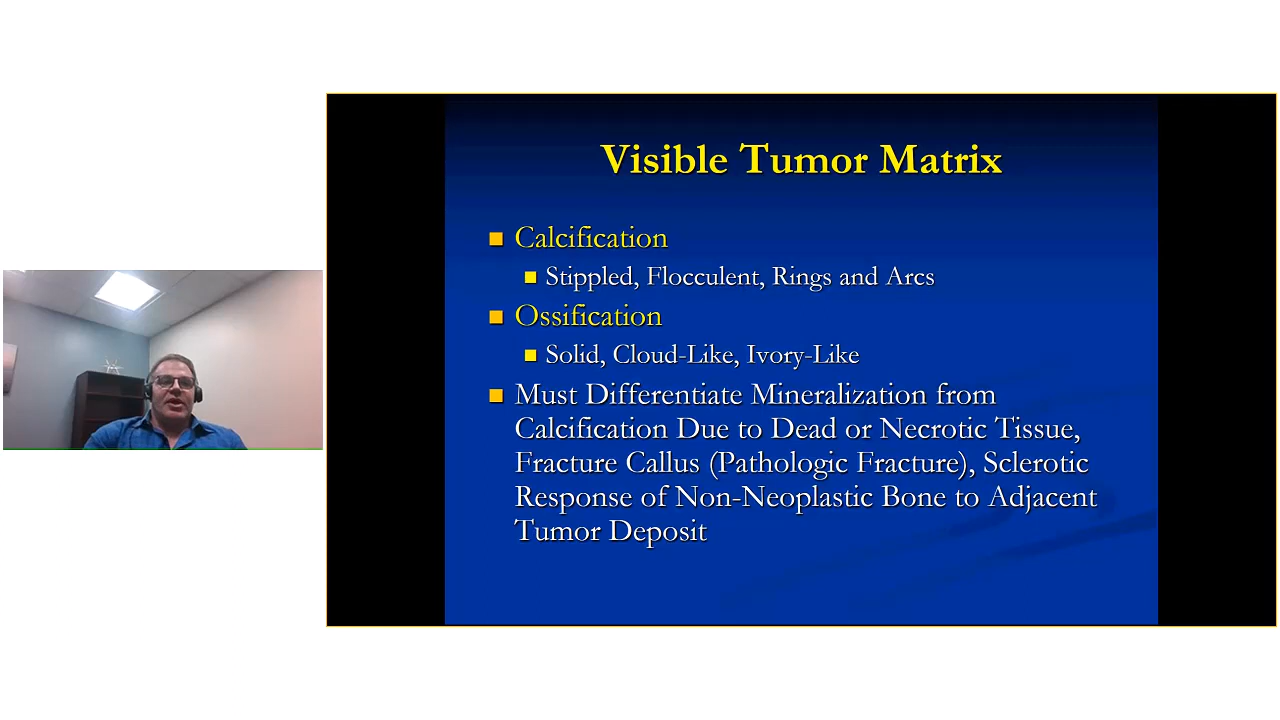 Visible Tumor Matrix
Calcification
Stippled, Flocculent, Rings and Arcs
Ossification
Solid, Cloud-Like, Ivory-Like
Must Differentiate Mineralization from
Calcification Due to Dead or Necrotic Tissue,
Fracture Callus (Pathologic Fracture), Sclerotic
Response of Non-Neoplastic Bone to Adjacent
Tumor Deposit